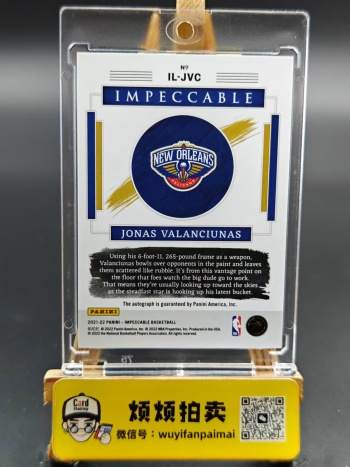 Nº
IL-JVC
IMPECCABLE
NEW ORLEANS
PELICANS
JONAS VALANCIUNAS
Using his 6-foot-11, 265-pound frame as a weapon,
Valanciunas bowls over opponents in the paint and leaves
them scattered like rubble. It's from this vantage point on
the floor that foes get to watch the big dude go to work.
That means they're usually looking up toward the skies
as the steadfast star is hooking up his latest bucket.
The autograph is guaranteed by Panini America, Inc.
PANINI
2021-22 PANINI - IMPECCABLE BASKETBALL
© 2022 Panini America, Inc. © 2022 NBA Properties, Inc. Produced in the USA.
© 2022 the National Basketball Players Association. All rights reserved.
Card
烦烦拍卖
微信号：wuyifanpaimai